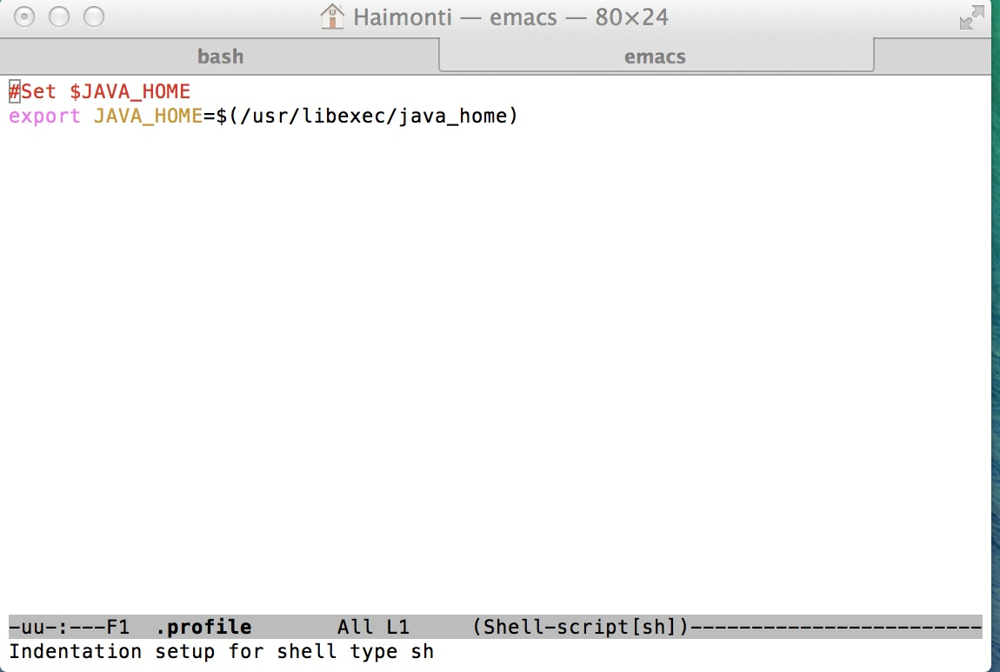 Haimonti — emacs — 80×24
bash emacs
#Set $JAVA_HOME
export JAVA_HOME=$(/usr/libexec/java_home)
-uu-:---F1  .profile       All L1     (Shell-script[sh])------------------------
Indentation setup for shell type sh